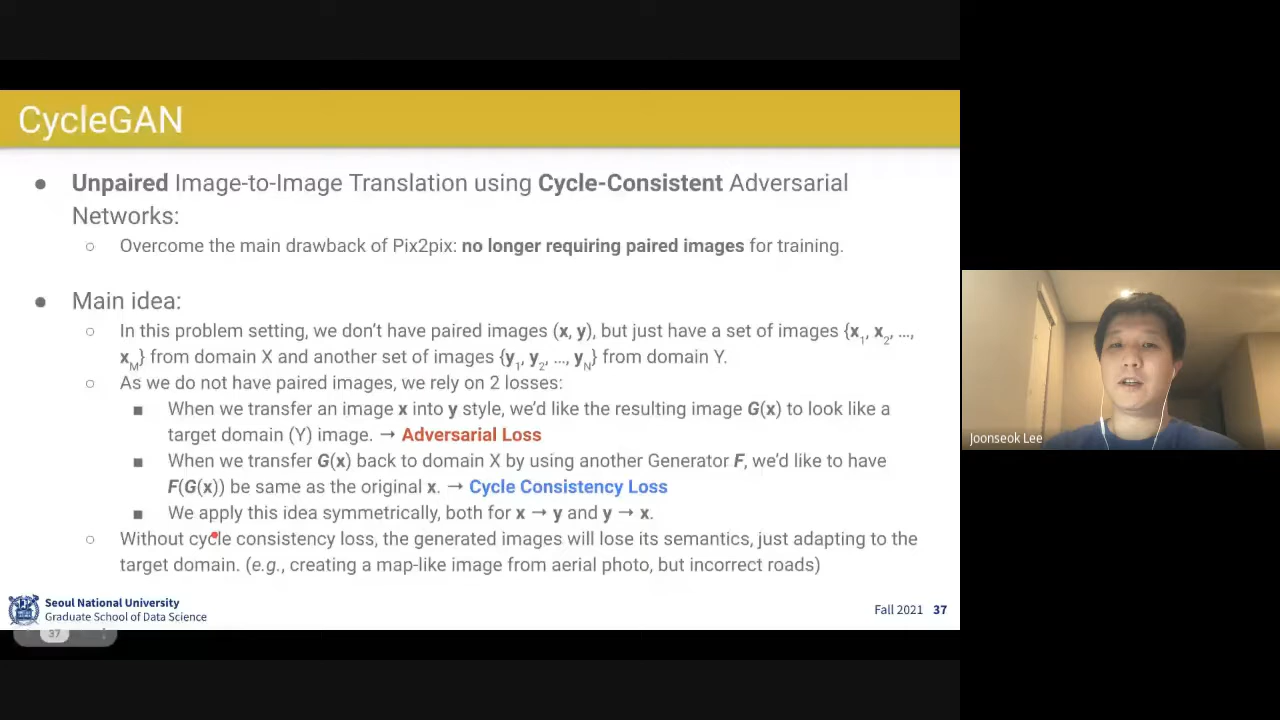 CycleGAN
● Unpaired Image-to-Image Translation using Cycle-Consistent Adversarial
Networks:
○ Overcome the main drawback of Pix2pix: no longer requiring paired images for training.
● Main idea:
○ In this problem setting, we don't have paired images (x, y), but just have a set of images {x1, x2, …,
xM} from domain X and another set of images {y1, y2, …, yN} from domain Y.
○ As we do not have paired images, we rely on 2 losses:
■ When we transfer an image x into y style, we'd like the resulting image G(x) to look like a
target domain (Y) image. → Adversarial Loss
■ When we transfer G(x) back to domain X by using another Generator F, we'd like to have
F(G(x)) be same as the original x. → Cycle Consistency Loss
■ We apply this idea symmetrically, both for x → y and y → x.
○ Without cycle consistency loss, the generated images will lose its semantics, just adapting to the
target domain. (e.g., creating a map-like image from aerial photo, but incorrect roads)
Seoul National University
Graduate School of Data Science
Fall 2021 37
37
Joonseok Lee